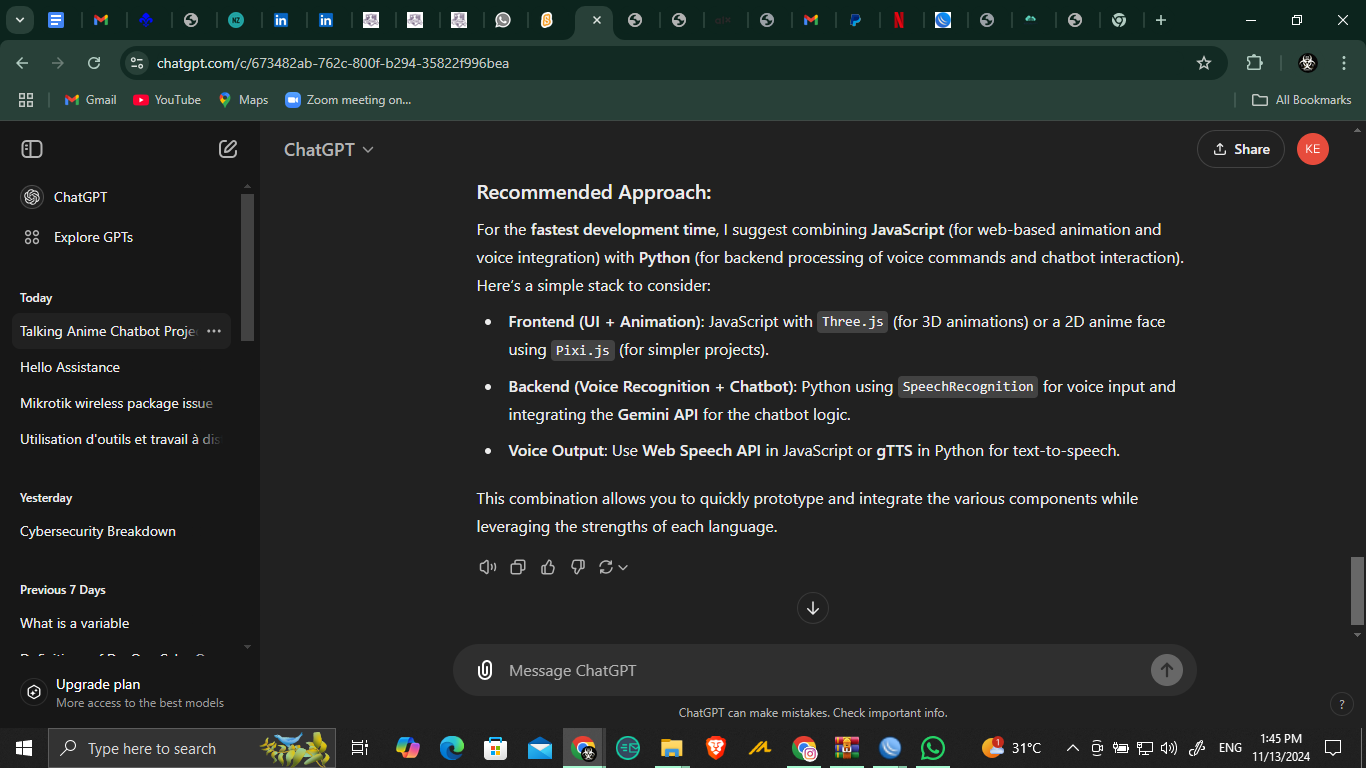 chatgpt.com/c/673482ab-762c-800f-b294-35822f996bea
Gmail
YouTube
Maps
Zoom meeting on...
All Bookmarks
ChatGPT
Share
KE
ChatGPT
Explore GPTs
Today
Talking Anime Chatbot Proje
Hello Assistance
Mikrotik wireless package issue
Utilisation d'outils et travail à dis
Yesterday
Cybersecurity Breakdown
Previous 7 Days
What is a variable
Upgrade plan
More access to the best models
Recommended Approach:
For the fastest development time, I suggest combining JavaScript (for web-based animation and
voice integration) with Python (for backend processing of voice commands and chatbot interaction).
Here's a simple stack to consider:
• Frontend (UI + Animation): JavaScript with Three.js (for 3D animations) or a 2D anime face
using Pixi.js (for simpler projects).
• Backend (Voice Recognition + Chatbot): Python using SpeechRecognition for voice input and
integrating the Gemini API for the chatbot logic.
• Voice Output: Use Web Speech API in JavaScript or gTTS in Python for text-to-speech.
This combination allows you to quickly prototype and integrate the various components while
leveraging the strengths of each language.
Message ChatGPT
ChatGPT can make mistakes. Check important info.
?
Type here to search
1
31°C
ENG
1:45 PM
11/13/2024